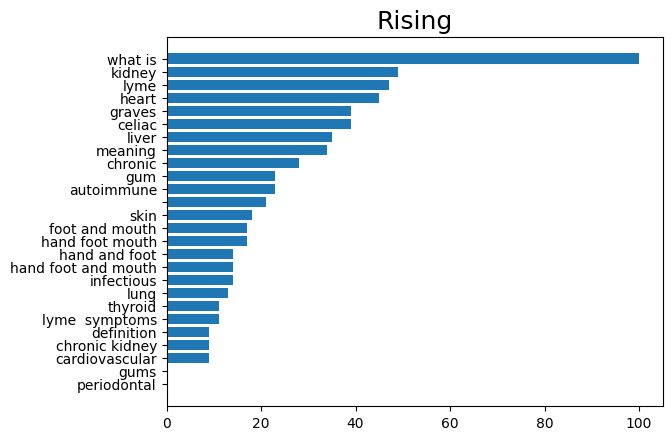 Rising
what is
kidney
lyme
heart
graves
celiac
liver
meaning
chronic
gum
autoimmune
skin
foot and mouth
hand foot mouth
hand and foot
hand foot and mouth
infectious
lung
thyroid
lyme  symptoms
definition
chronic kidney
cardiovascular
gums
periodontal
0 20 40 60 80 100